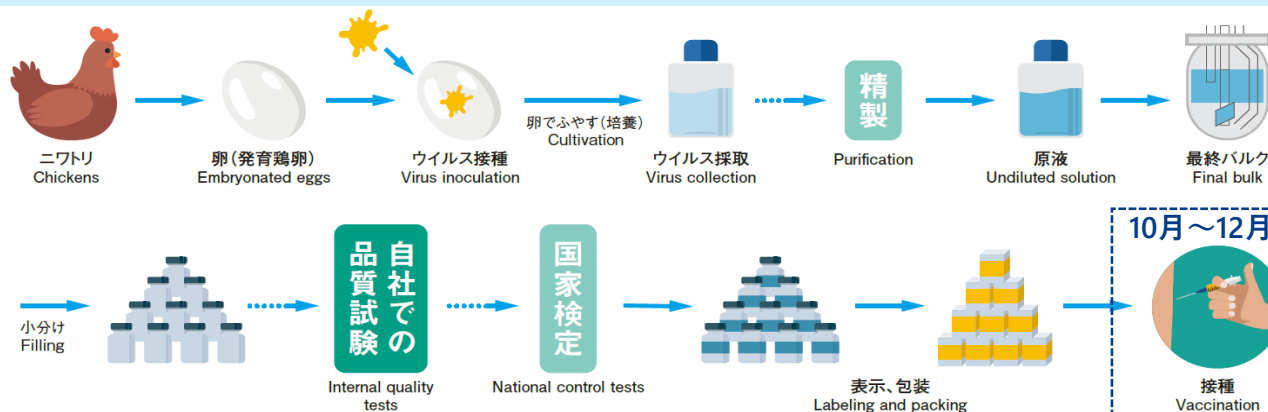 ニワトリ
Chickens
卵(発育鶏卵)
Embryonated eggs
ウイルス接種
Virus inoculation
卵でふやす(培養)
Cultivation
ウイルス採取
Virus collection
精製
Purification
原液
Undiluted solution
最終バルク
Final bulk
小分け
Filling
自社での
品質試験
Internal quality
tests
国家検定
National control tests
表示、包装
Labeling and packing
10月～12月
接種
Vaccination